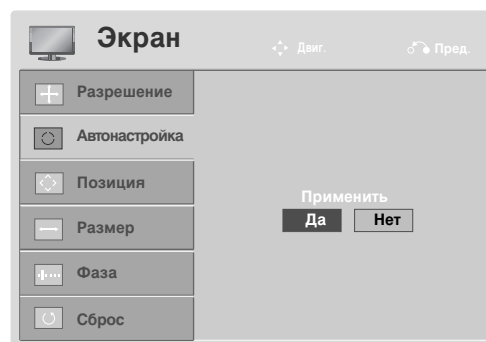 Экран
Двиг.
Пред.
Разрешение
Автонастройка
Позиция
Размер
Фаза
Сброс
Применить
Да
Нет